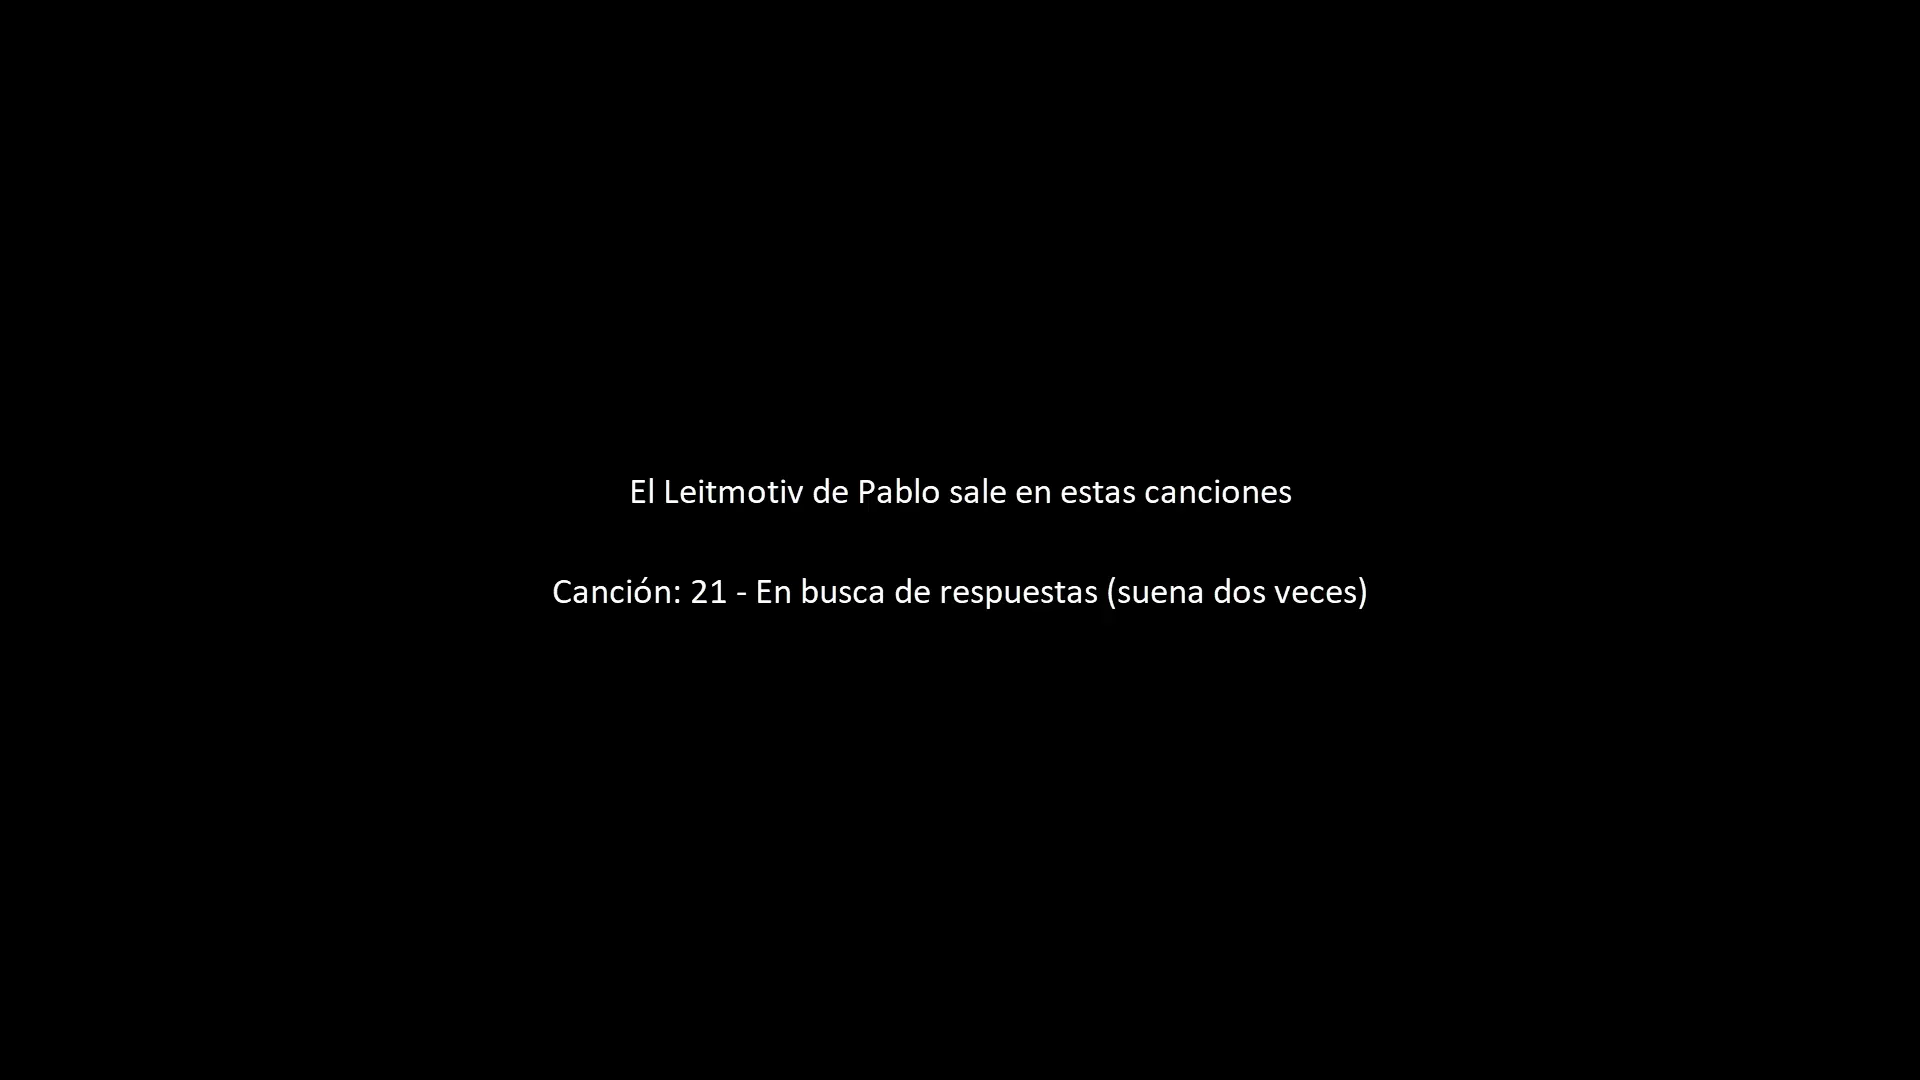 El Leitmotiv de Pablo sale en estas canciones
Canción: 21 - En busca de respuestas (suena dos veces)